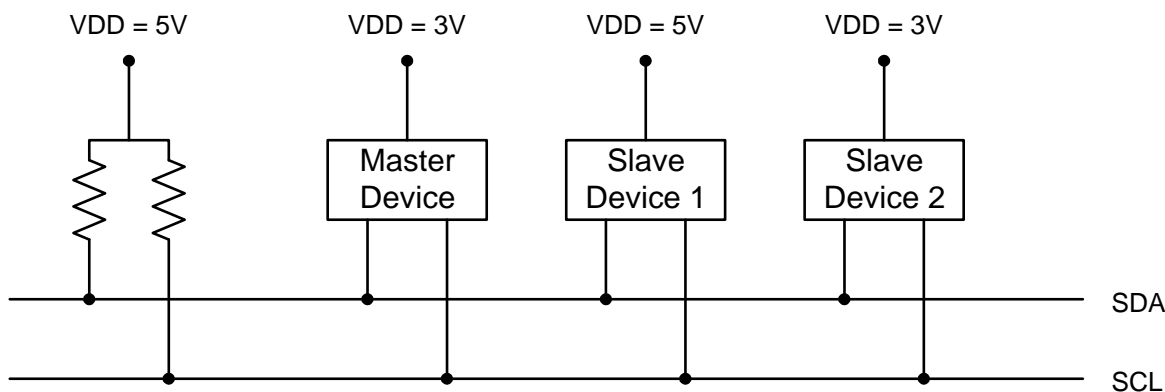 VDD = 5V
VDD = 3V
VDD = 5V
VDD = 3V
Master
Device
Slave
Device 1
Slave
Device 2
SDA
SCL